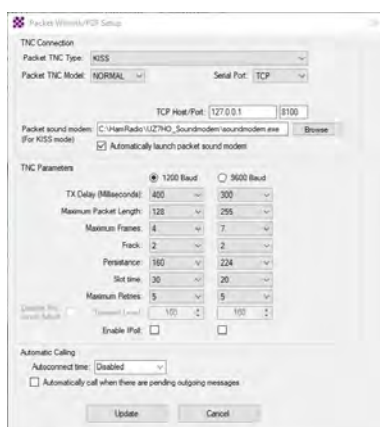 Packet Winlink/P2P Setup
TNC Connection
Packet TNC Type: KISS
Packet TNC Model: NORMAL Serial Port: TCP
TCP Host/Port: 127.0.0.1 8100
Packet sound modem: C:\HamRadio\UZ7HO_Soundmodem\soundmodem.exe Browse
(For KISS mode)
Automatically launch packet sound modem
TNC Parameters
1200 Baud 9600 Baud
TX Delay (Milliseconds): 400 300
Maximum Packet Length: 128 255
Maximum Frames: 4 7
Frack: 2 2
Persistance: 160 224
Slot time: 30 20
Maximum Retries: 5 5
100 100
Enable IPoll:
Automatic Calling
Autoconnect time: Disabled
Automatically call when there are pending outgoing messages
Update Cancel